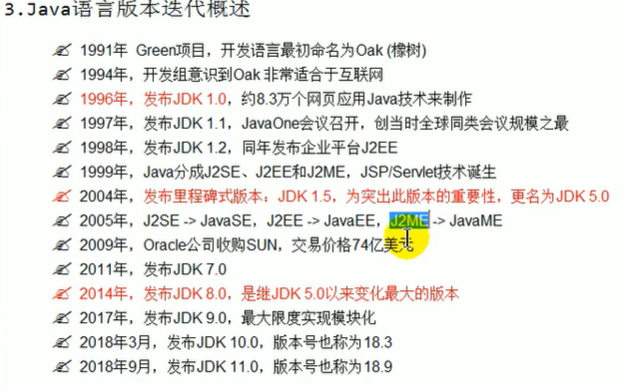 3.Java语言版本迭代概述
1991年 Green项目，开发语言最初命名为Oak (橡树)
1994年，开发组意识到Oak 非常适合于互联网
1996年，发布JDK 1.0，约8.3万个网页应用Java技术来制作
1997年，发布JDK 1.1，JavaOne会议召开，创当时全球同类会议规模之最
1998年，发布JDK 1.2，同年发布企业平台J2EE
1999年，Java分成J2SE、J2EE和J2ME，JSP/Servlet技术诞生
2004年，发布里程碑式版本：JDK 1.5，为突出此版本的重要性，更名为JDK 5.0
2005年，J2SE -> JavaSE，J2EE -> JavaEE，J2ME -> JavaME
2009年，Oracle公司收购SUN，交易价格74亿美元
2011年，发布JDK 7.0
2014年，发布JDK 8.0，是继JDK 5.0以来变化最大的版本
2017年，发布JDK 9.0，最大限度实现模块化
2018年3月，发布JDK 10.0，版本号也称为18.3
2018年9月，发布JDK 11.0，版本号也称为18.9